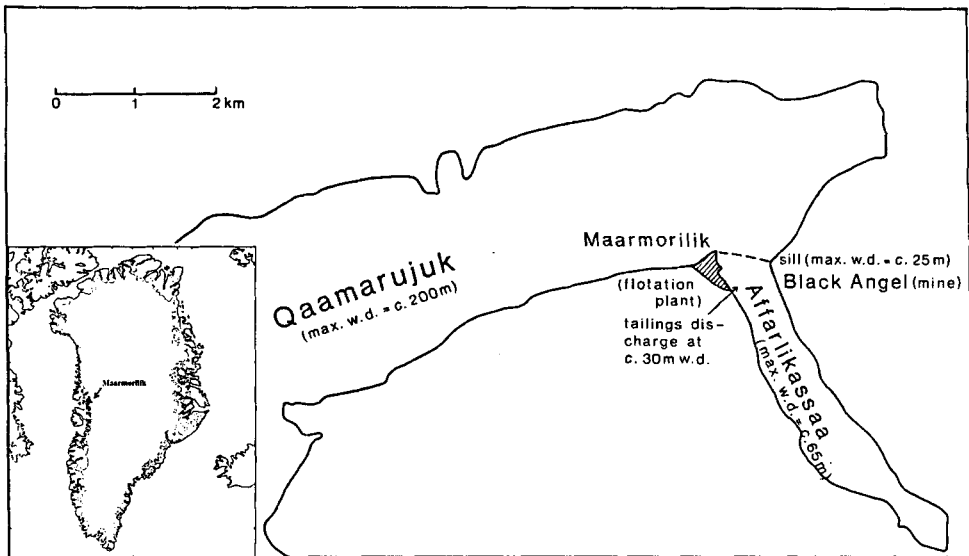 0 1 2 km
Qaamarujuk
(max. w.d. = c. 200m)
Maarmorilik
sill (max. w.d. = c. 25m)
Black Angel (mine)
(flotation
plant)
tailings dis-
charge at
c. 30m w.d.
Affarlikassaa
(max. w.d. = c. 65m)
Maarmorilik